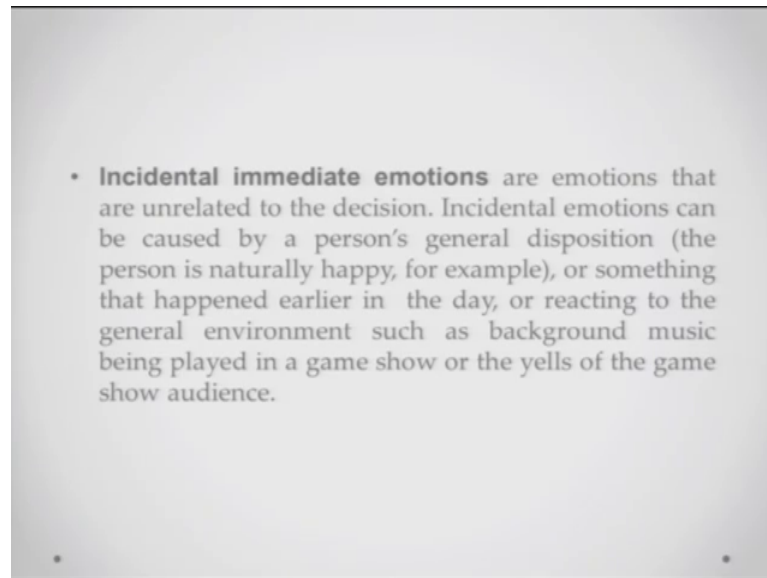 • Incidental immediate emotions are emotions that
are unrelated to the decision. Incidental emotions can
be caused by a person's general disposition (the
person is naturally happy, for example), or something
that happened earlier in the day, or reacting to the
general environment such as background music
being played in a game show or the yells of the game
show audience.